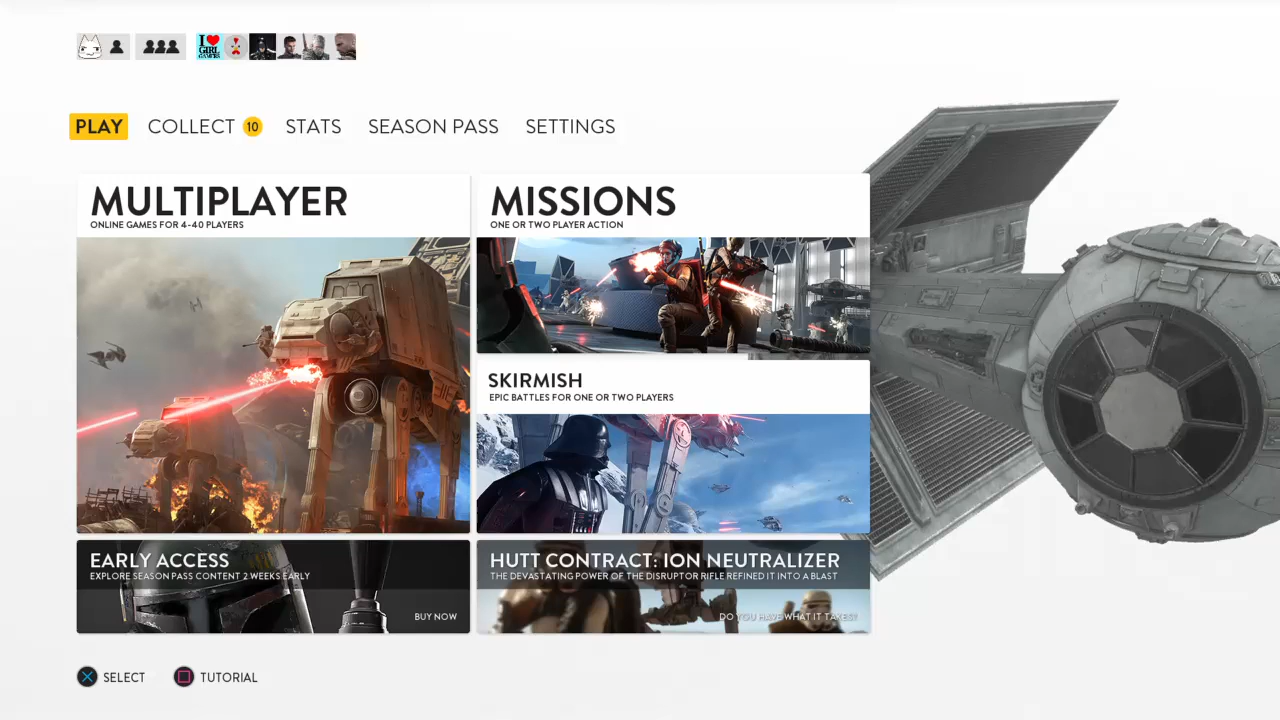 I ♥
GIRL
GAMERS
PLAY
COLLECT 10
STATS
SEASON PASS
SETTINGS
MULTIPLAYER
ONLINE GAMES FOR 4-40 PLAYERS
MISSIONS
ONE OR TWO PLAYER ACTION
SKIRMISH
EPIC BATTLES FOR ONE OR TWO PLAYERS
EARLY ACCESS
EXPLORE SEASON PASS CONTENT 2 WEEKS EARLY
BUY NOW
HUTT CONTRACT: ION NEUTRALIZER
THE DEVASTATING POWER OF THE DISRUPTOR RIFLE REFINED IT INTO A BLAST
DO YOU HAVE WHAT IT TAKES?
SELECT
TUTORIAL